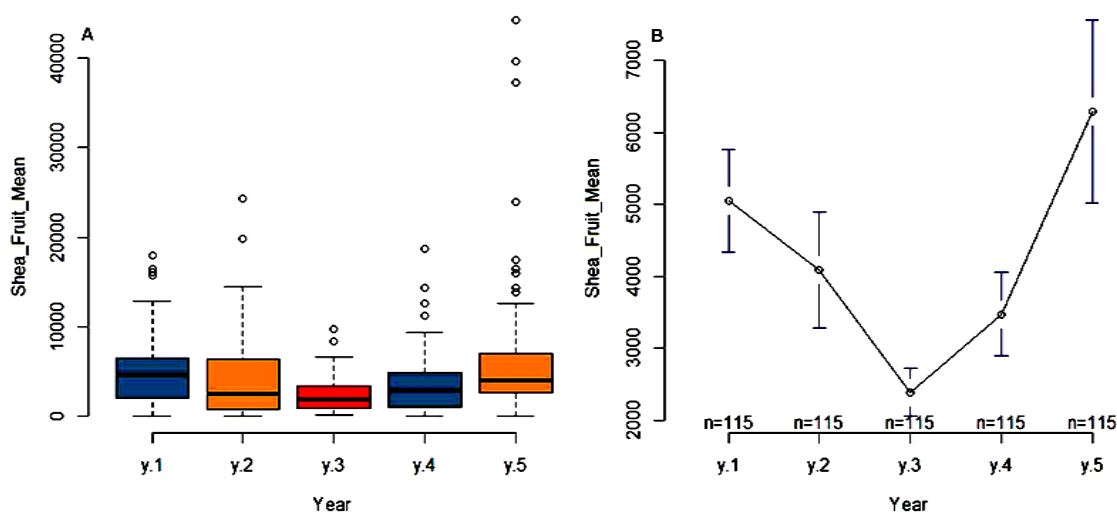 A
Shea_Fruit_Mean
40000
30000
20000
10000
0
y.1 y.2 y.3 y.4 y.5
Year
B
Shea_Fruit_Mean
7000
6000
5000
4000
3000
2000
n=115 n=115 n=115 n=115 n=115
y.1 y.2 y.3 y.4 y.5
Year